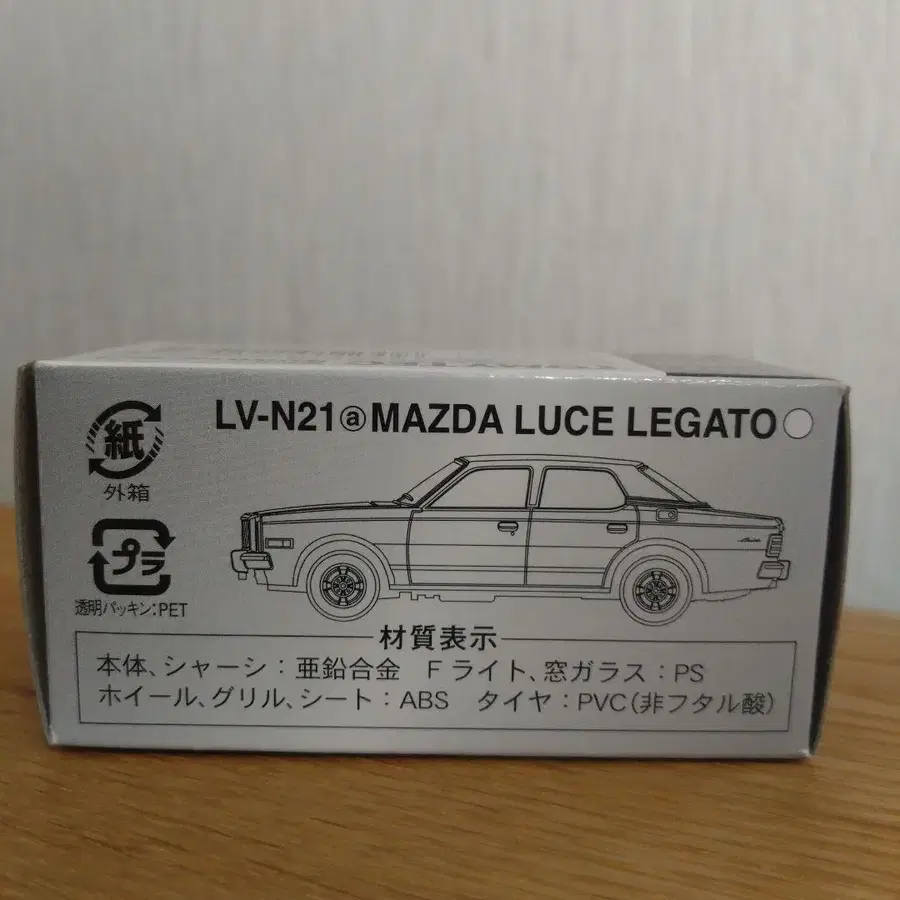 LV-N21ⓐMAZDA LUCE LEGATO
紙
外箱
プラ
透明パッキン：PET
材質表示
本体、シャーシ：亜鉛合金　Fライト、窓ガラス：PS
ホイール、グリル、シート：ABS　タイヤ：PVC（非フタル酸）